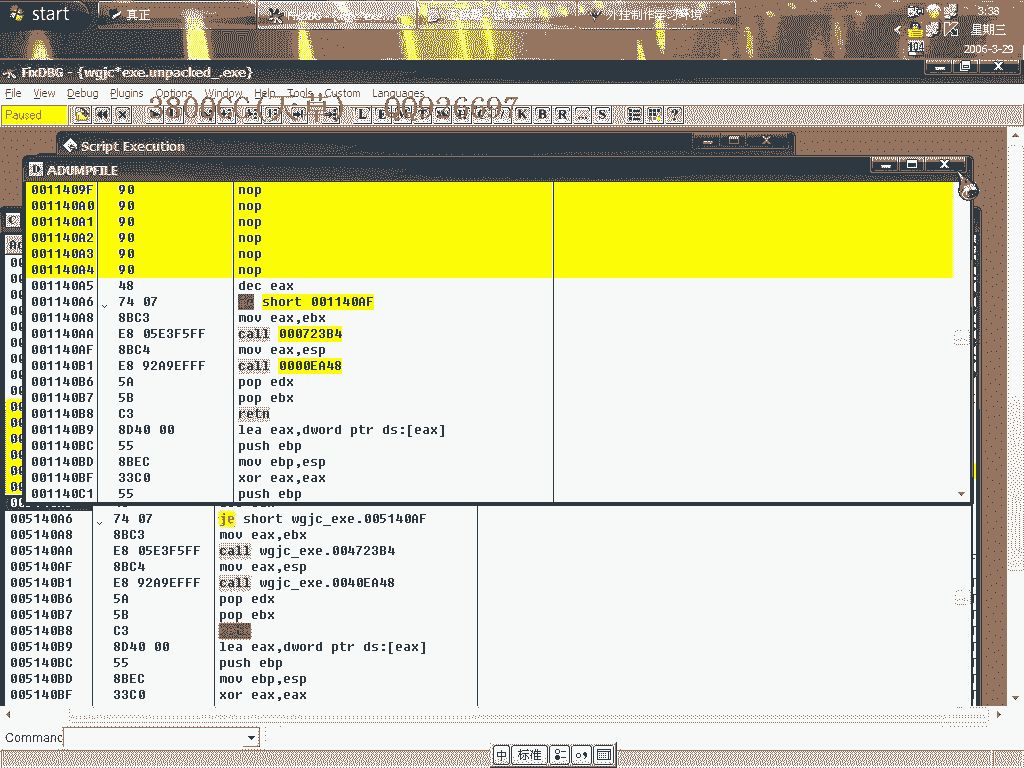 start
真正
外挂制作学习环境
3:38
星期三
2006-3-29
104
FixDBG - {wgjc*exe.unpacked_.exe}
File View Debug Plugins Options Window Help Tools Custom Languages
Paused
K B R ... S ?
Script Execution
ADUMPFILE
0011409F 90 nop
001140A0 90 nop
001140A1 90 nop
001140A2 90 nop
001140A3 90 nop
001140A4 90 nop
001140A5 48 dec eax
001140A6 74 07 short 001140AF
001140A8 8BC3 mov eax,ebx
001140AA E8 05E3F5FF call 000723B4
001140AF 8BC4 mov eax,esp
001140B1 E8 92A9EFFF call 0000EA48
001140B6 5A pop edx
001140B7 5B pop ebx
001140B8 C3 retn
001140B9 8D40 00 lea eax,dword ptr ds:[eax]
001140BC 55 push ebp
001140BD 8BEC mov ebp,esp
001140BF 33C0 xor eax,eax
001140C1 55 push ebp
005140A6 74 07 je short wgjc_exe.005140AF
005140A8 8BC3 mov eax,ebx
005140AA E8 05E3F5FF call wgjc_exe.004723B4
005140AF 8BC4 mov eax,esp
005140B1 E8 92A9EFFF call wgjc_exe.0040EA48
005140B6 5A pop edx
005140B7 5B pop ebx
005140B8 C3
005140B9 8D40 00 lea eax,dword ptr ds:[eax]
005140BC 55 push ebp
005140BD 8BEC mov ebp,esp
005140BF 33C0 xor eax,eax
Command
中 标准